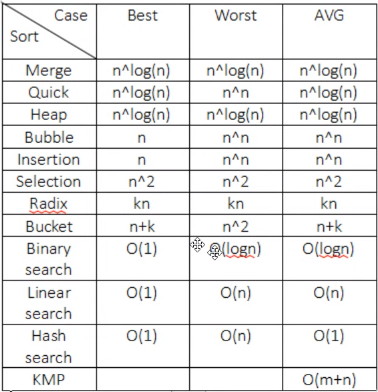 Case Best Worst AVG
Sort
Merge n^log(n) n^log(n) n^log(n)
Quick n^log(n) n^n n^log(n)
Heap n^log(n) n^log(n) n^log(n)
Bubble n n^n n^n
Insertion n n^n n^n
Selection n^2 n^2 n^2
Radix kn kn kn
Bucket n+k n^2 n+k
Binary O(1) O(logn) O(logn)
search
Linear O(1) O(n) O(n)
search
Hash O(1) O(n) O(1)
search
KMP O(m+n)